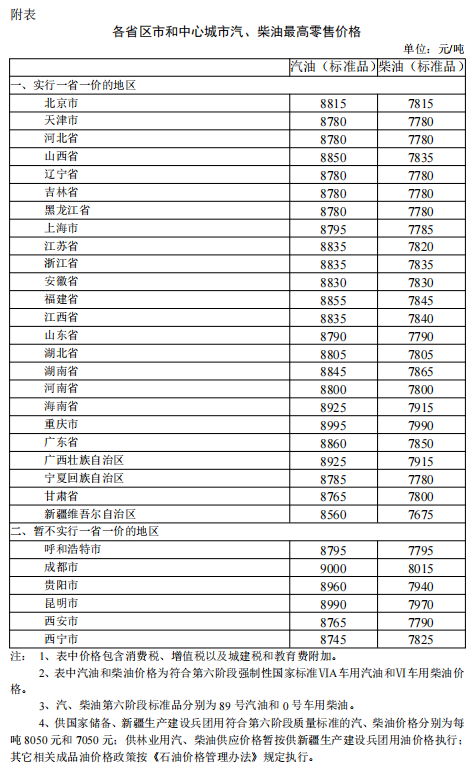 附表
各省区市和中心城市汽、柴油最高零售价格
单位：元/吨
汽油（标准品） 柴油（标准品）
一、实行一省一价的地区
北京市 8815 7815
天津市 8780 7780
河北省 8780 7780
山西省 8850 7835
辽宁省 8780 7780
吉林省 8780 7780
黑龙江省 8780 7780
上海市 8795 7785
江苏省 8835 7820
浙江省 8835 7835
安徽省 8830 7830
福建省 8855 7845
江西省 8835 7840
山东省 8790 7790
湖北省 8805 7805
湖南省 8845 7865
河南省 8800 7800
海南省 8925 7915
重庆市 8995 7990
广东省 8860 7850
广西壮族自治区 8925 7915
宁夏回族自治区 8785 7780
甘肃省 8765 7800
新疆维吾尔自治区 8560 7675
二、暂不实行一省一价的地区
呼和浩特市 8795 7795
成都市 9000 8015
贵阳市 8960 7940
昆明市 8990 7970
西安市 8765 7790
西宁市 8745 7825
注： 1、表中价格包含消费税、增值税以及城建税和教育费附加。
2、表中汽油和柴油价格为符合第六阶段强制性国家标准ⅥA车用汽油和Ⅵ车用柴油价
格。
3、汽、柴油第六阶段标准品分别为89号汽油和0号车用柴油。
4、供国家储备、新疆生产建设兵团用符合第六阶段质量标准的汽、柴油价格分别为每
吨8050元和7050元；供林业用汽、柴油供应价格暂按供新疆生产建设兵团用油价格执行；
其它相关成品油价格政策按《石油价格管理办法》规定执行。